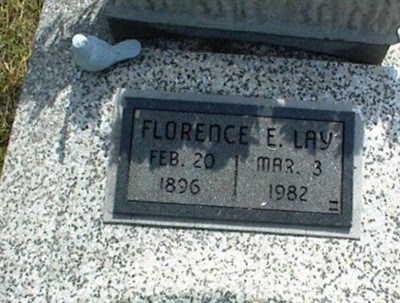 FLORENCE E. LAY
FEB. 20 MAR. 3
1896 1982